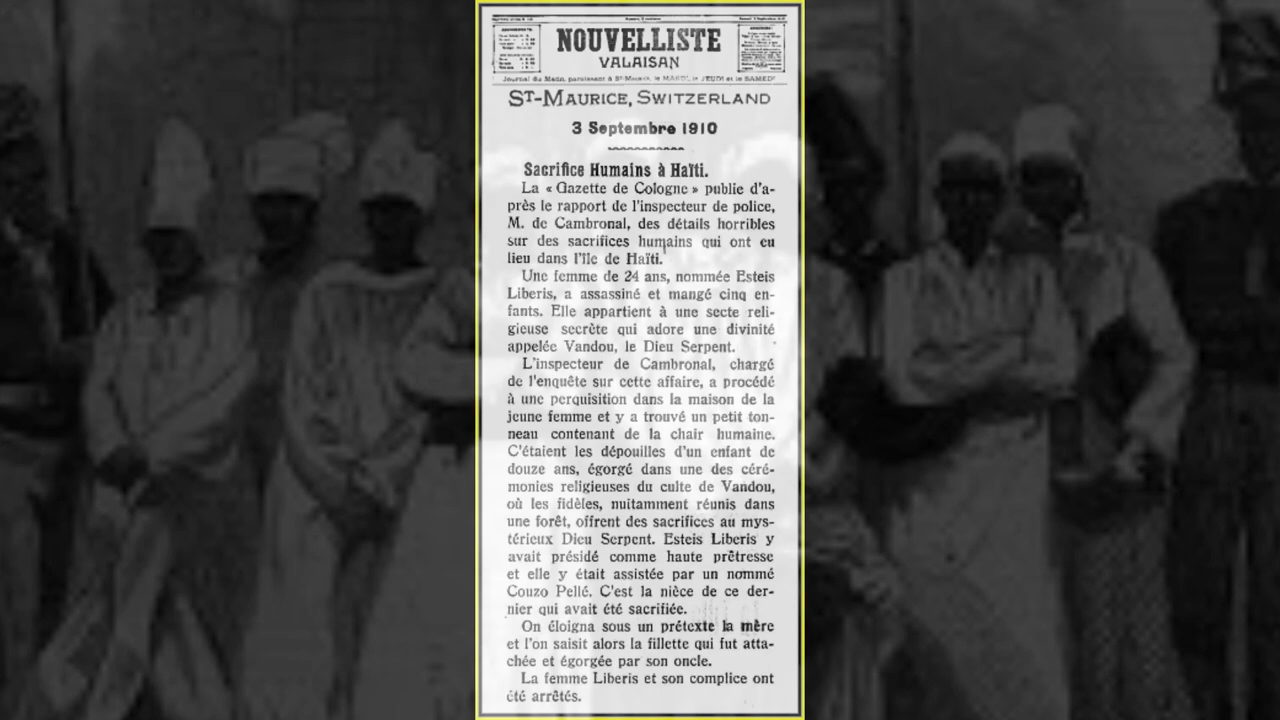 NOUVELLISTE
VALAISAN
Journal du Matin, paraissant à St-Maurice, le MARDI, le JEUDI et le SAMEDI
ST-MAURICE, SWITZERLAND
3 Septembre 1910
Sacrifice Humains à Haïti.
La « Gazette de Cologne » publie d'a-
près le rapport de l'inspecteur de police,
M. de Cambronal, des détails horribles
sur des sacrifices humains qui ont eu
lieu dans l'île de Haïti.
Une femme de 24 ans, nommée Esteis
Liberis, a assassiné et mangé cinq en-
fants. Elle appartient à une secte reli-
gieuse secrète qui adore une divinité
appelée Vandou, le Dieu Serpent.
L'inspecteur de Cambronal, chargé
de l'enquête sur cette affaire, a procédé
à une perquisition dans la maison de la
jeune femme et y a trouvé un petit ton-
neau contenant de la chair humaine.
C'étaient les dépouilles d'un enfant de
douze ans, égorgé dans une des céré-
monies religieuses du culte de Vandou,
où les fidèles, nuitamment réunis dans
une forêt, offrent des sacrifices au mys-
térieux Dieu Serpent. Esteis Liberis y
avait présidé comme haute prêtresse
et elle y était assistée par un nommé
Couzo Pellé. C'est la nièce de ce der-
nier qui avait été sacrifiée.
On éloigna sous un prétexte la mère
et l'on saisit alors la fillette qui fut atta-
chée et égorgée par son oncle.
La femme Liberis et son complice ont
été arrêtés.